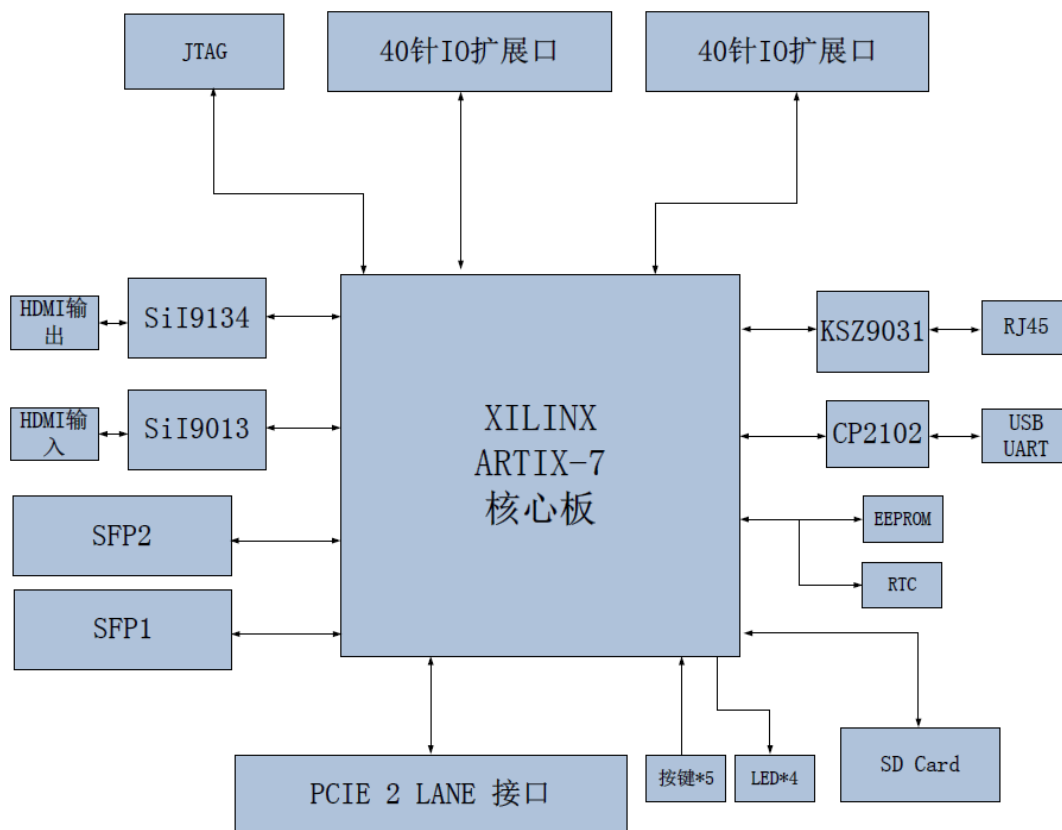 JTAG
40针IO扩展口
40针IO扩展口
HDMI输
出
SiI9134
KSZ9031
RJ45
HDMI输
入
SiI9013
XILINX
ARTIX-7
核心板
CP2102
USB
UART
SFP2
EEPROM
RTC
SFP1
PCIE 2 LANE 接口
按键*5
LED*4
SD Card